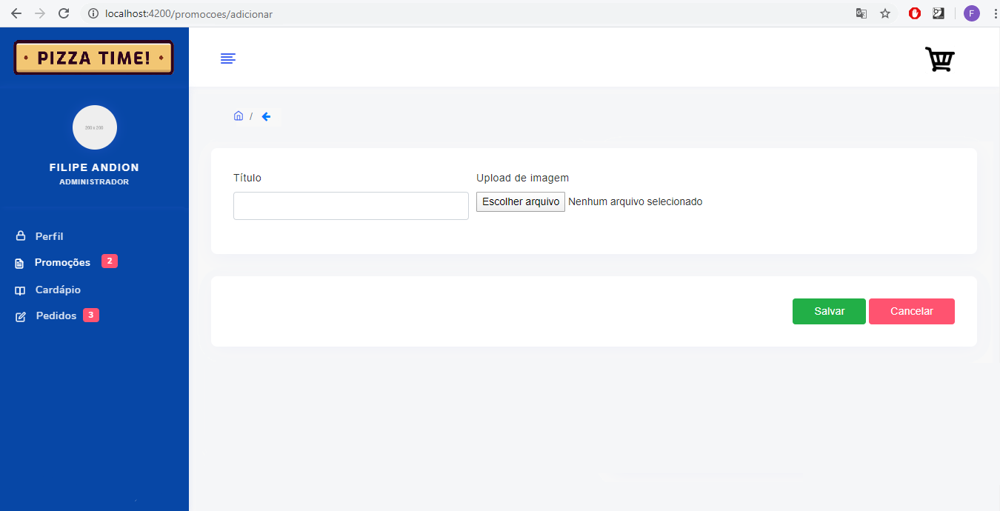 localhost:4200/promocoes/adicionar
F
PIZZA TIME!
200 x 200
FILIPE ANDION
ADMINISTRADOR
Perfil
Promoções 2
Cardápio
Pedidos 3
/
Título
Upload de imagem
Escolher arquivo Nenhum arquivo selecionado
Salvar
Cancelar